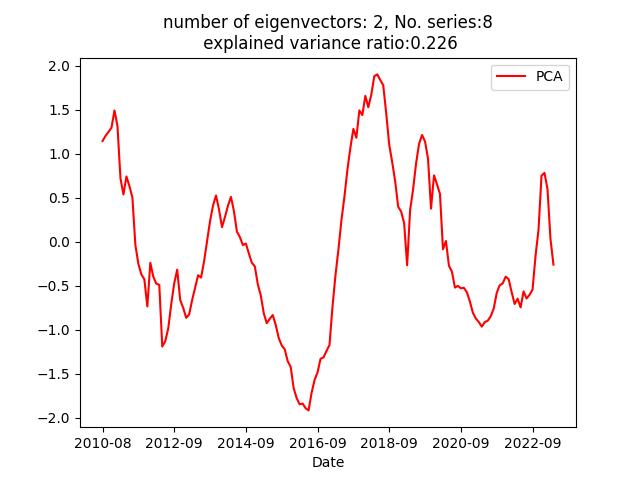 number of eigenvectors: 2, No. series:8
explained variance ratio:0.226
PCA
2.0
1.5
1.0
0.5
0.0
−0.5
−1.0
−1.5
−2.0
2010-08 2012-09 2014-09 2016-09 2018-09 2020-09 2022-09
Date